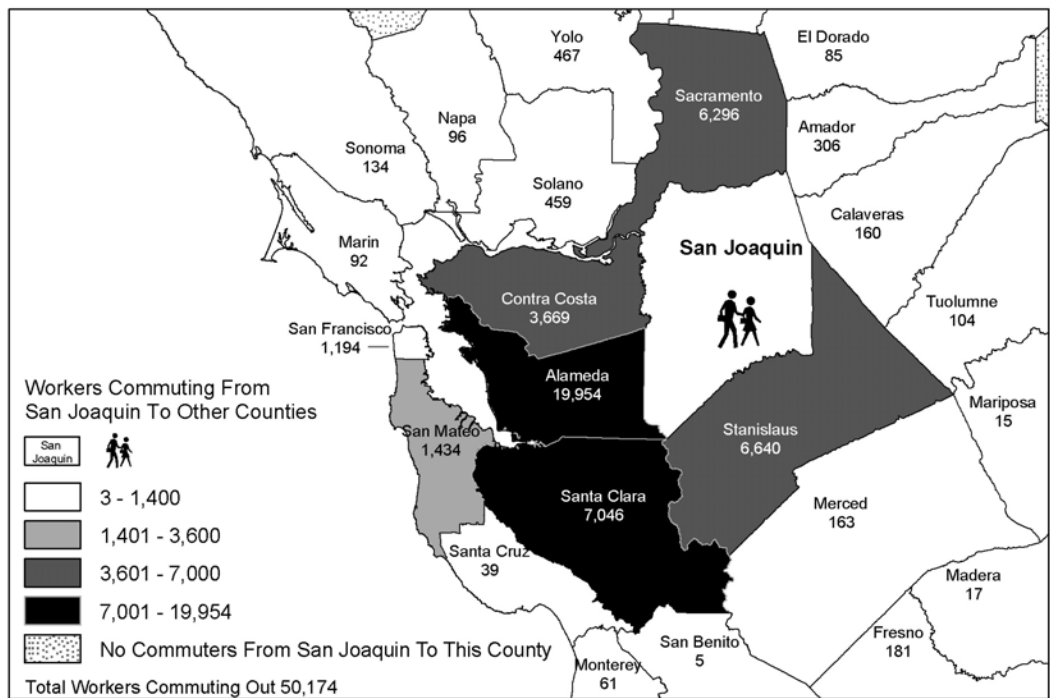 Yolo
467
El Dorado
85
Sacramento
6,296
Napa
96
Amador
306
Sonoma
134
Solano
459
Calaveras
160
Marin
92
San Joaquin
Contra Costa
3,669
Tuolumne
104
San Francisco
1,194
Alameda
19,954
Mariposa
15
San Mateo
1,434
Stanislaus
6,640
Santa Clara
7,046
Merced
163
Santa Cruz
39
Madera
17
Fresno
181
San Benito
5
Monterey
61
Workers Commuting From
San Joaquin To Other Counties
San
Joaquin
3 - 1,400
1,401 - 3,600
3,601 - 7,000
7,001 - 19,954
No Commuters From San Joaquin To This County
Total Workers Commuting Out 50,174